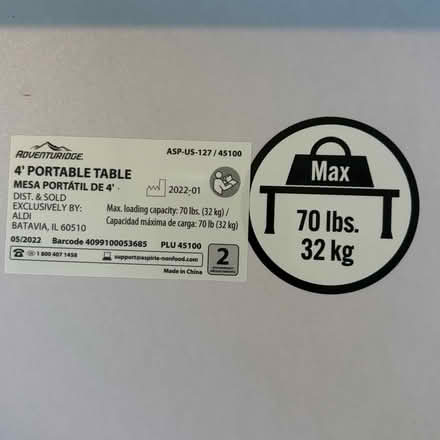 ADVENTURIDGE
ASP-US-127 / 45100
4' PORTABLE TABLE
MESA PORTÁTIL DE 4'
DIST. & SOLD
EXCLUSIVELY BY:
ALDI
BATAVIA, IL 60510
2022-01
Max. loading capacity: 70 lbs. (32 kg) /
Capacidad máxima de carga: 70 lb (32 kg)
05/2022 Barcode 4099100053685 PLU 45100
1 800 407 1458
support@aspiria-nonfood.com
2
Made in China
Max
70 lbs.
32 kg